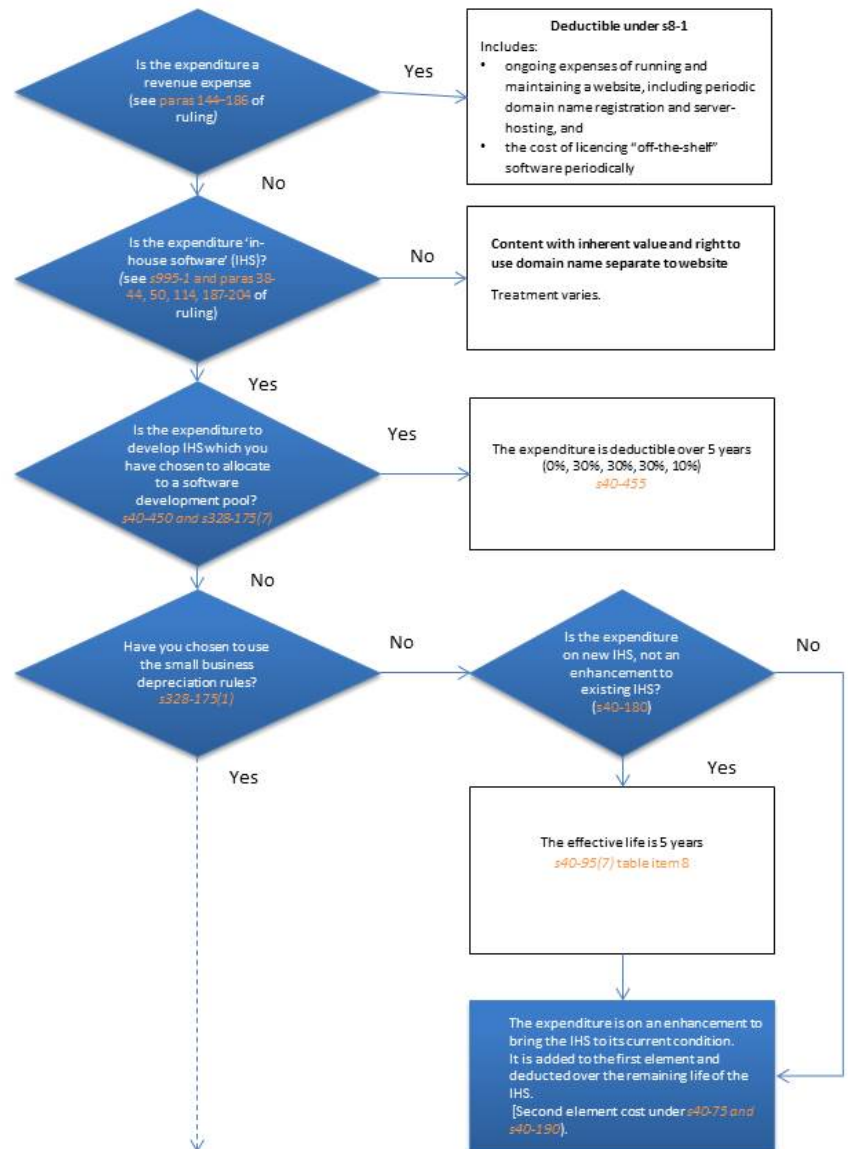 Is the expenditure a
revenue expense
(see paras 144–186 of
ruling)
Yes
Deductible under s8-1
Includes:
• ongoing expenses of running and
maintaining a website, including periodic
domain name registration and server-
hosting, and
• the cost of licencing "off-the-shelf"
software periodically
No
Is the expenditure 'in-
house software' (IHS)?
(see s995-1 and paras 38-
44, 50, 114, 187-204 of
ruling)
No
Content with inherent value and right to
use domain name separate to website
Treatment varies.
Yes
Is the expenditure to
develop IHS which you
have chosen to allocate
to a software
development pool?
s40-450 and s328-175(7)
Yes
The expenditure is deductible over 5 years
(0%, 30%, 30%, 30%, 10%)
s40-455
No
Have you chosen to use
the small business
depreciation rules?
s328-175(1)
No
Is the expenditure
on new IHS, not an
enhancement to
existing IHS?
(s40-180)
No
Yes
Yes
The effective life is 5 years
s40-95(7) table item 8
The expenditure is on an enhancement to
bring the IHS to its current condition.
It is added to the first element and
deducted over the remaining life of the
IHS.
[Second element cost under s40-75 and
s40-190).